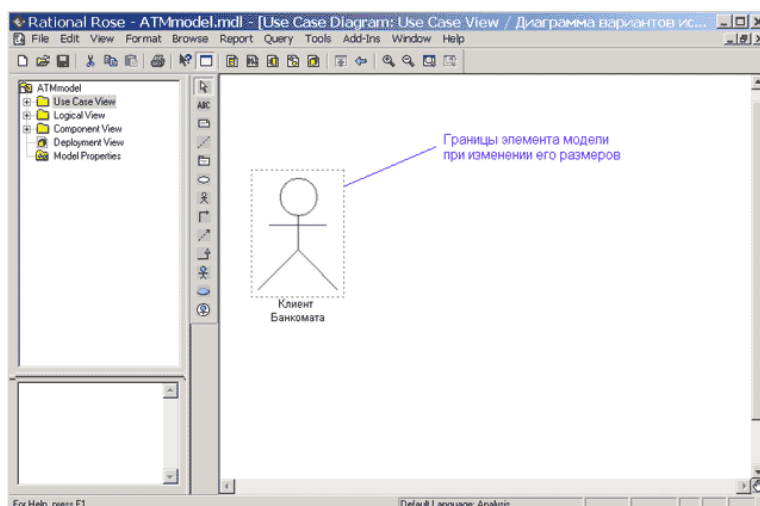 Rational Rose - ATMmodel.mdl - [Use Case Diagram: Use Case View / Диаграмма вариантов ис...
File Edit View Format Browse Report Query Tools Add-Ins Window Help
ATMmodel
Use Case View
Logical View
Component View
Deployment View
Model Properties
ABC
Границы элемента модели
при изменении его размеров
Клиент
Банкомата
For Help, press F1
Default Language: Analysis